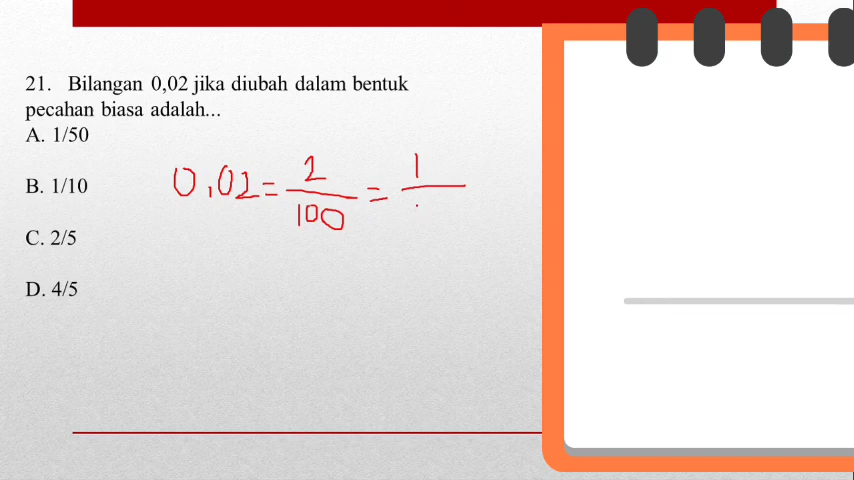 21. Bilangan 0,02 jika diubah dalam bentuk
pecahan biasa adalah...
A. 1/50
B. 1/10
0,02 = 2/100 = 1/
C. 2/5
D. 4/5